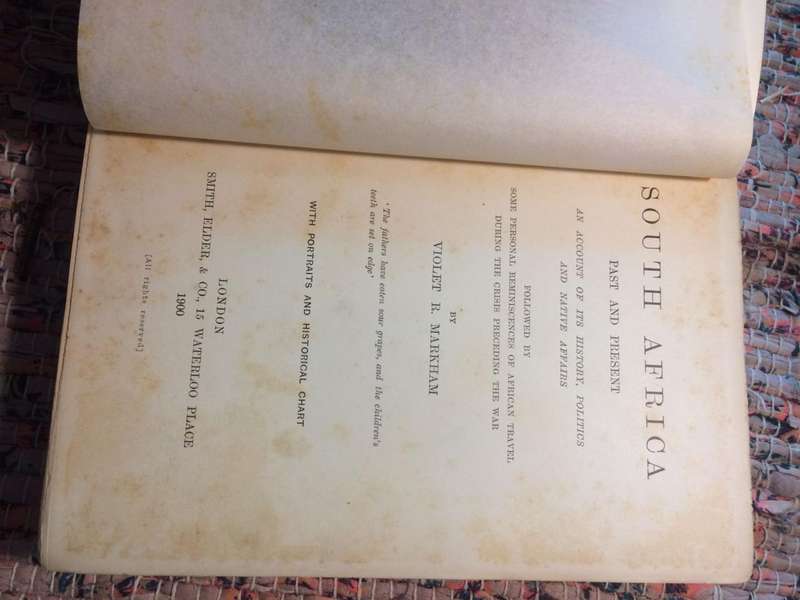 SOUTH AFRICA
PAST AND PRESENT
AN ACCOUNT OF ITS HISTORY, POLITICS
AND NATIVE AFFAIRS
FOLLOWED BY
SOME PERSONAL REMINISCENCES OF AFRICAN TRAVEL
DURING THE CRISIS PRECEDING THE WAR
BY
VIOLET R. MARKHAM
'The fathers have eaten sour grapes, and the children's
teeth are set on edge'
WITH PORTRAITS AND HISTORICAL CHART
LONDON
SMITH, ELDER, & CO., 15 WATERLOO PLACE
1900
[All rights reserved]